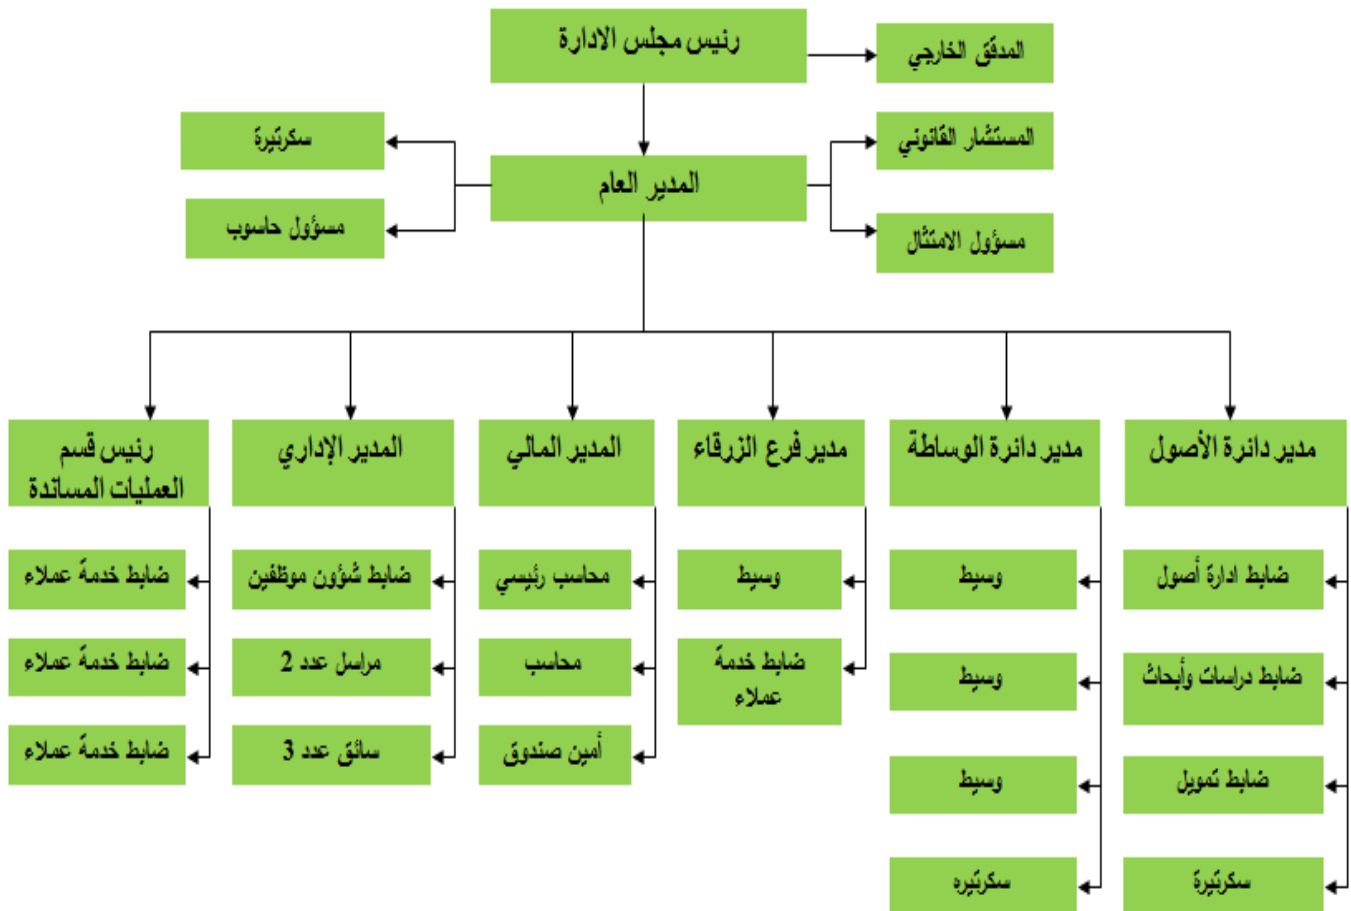 رئيس مجلس الادارة
المدقق الخارجي
المستشار القانوني
سكرتيرة
المدير العام
مسؤول الامتثال
مسؤول حاسوب
مدير دائرة الأصول
مدير دائرة الوساطة
مدير فرع الزرقاء
المدير المالي
المدير الإداري
رئيس قسم
العمليات المساندة
ضابط ادارة أصول
وسيط
وسيط
محاسب رئيسي
ضابط شؤون موظفين
ضابط خدمة عملاء
ضابط دراسات وأبحاث
وسيط
ضابط خدمة
عملاء
محاسب
مراسل عدد 2
ضابط خدمة عملاء
ضابط تمويل
وسيط
أمين صندوق
سائق عدد 3
ضابط خدمة عملاء
سكرتيرة
سكرتيره